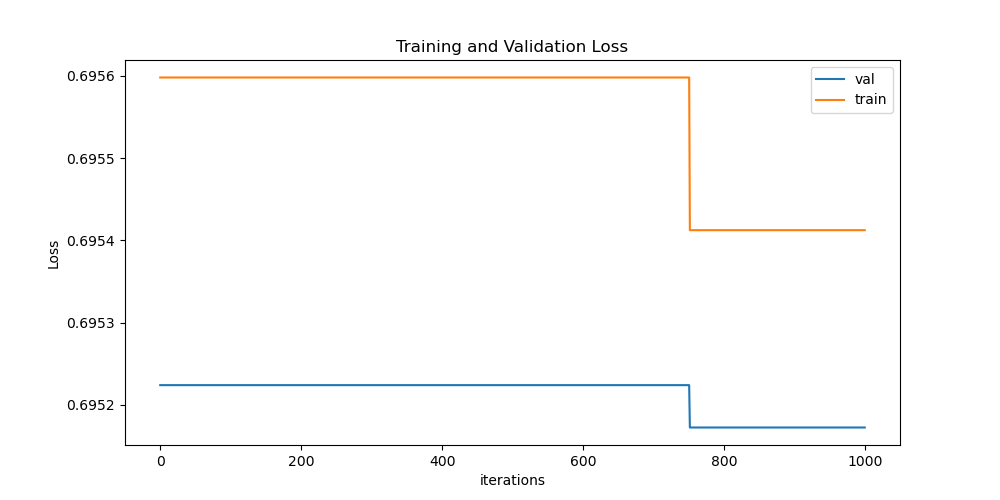 Training and Validation Loss
0.6956
0.6955
0.6954
0.6953
0.6952
Loss
val
train
0 200 400 600 800 1000
iterations